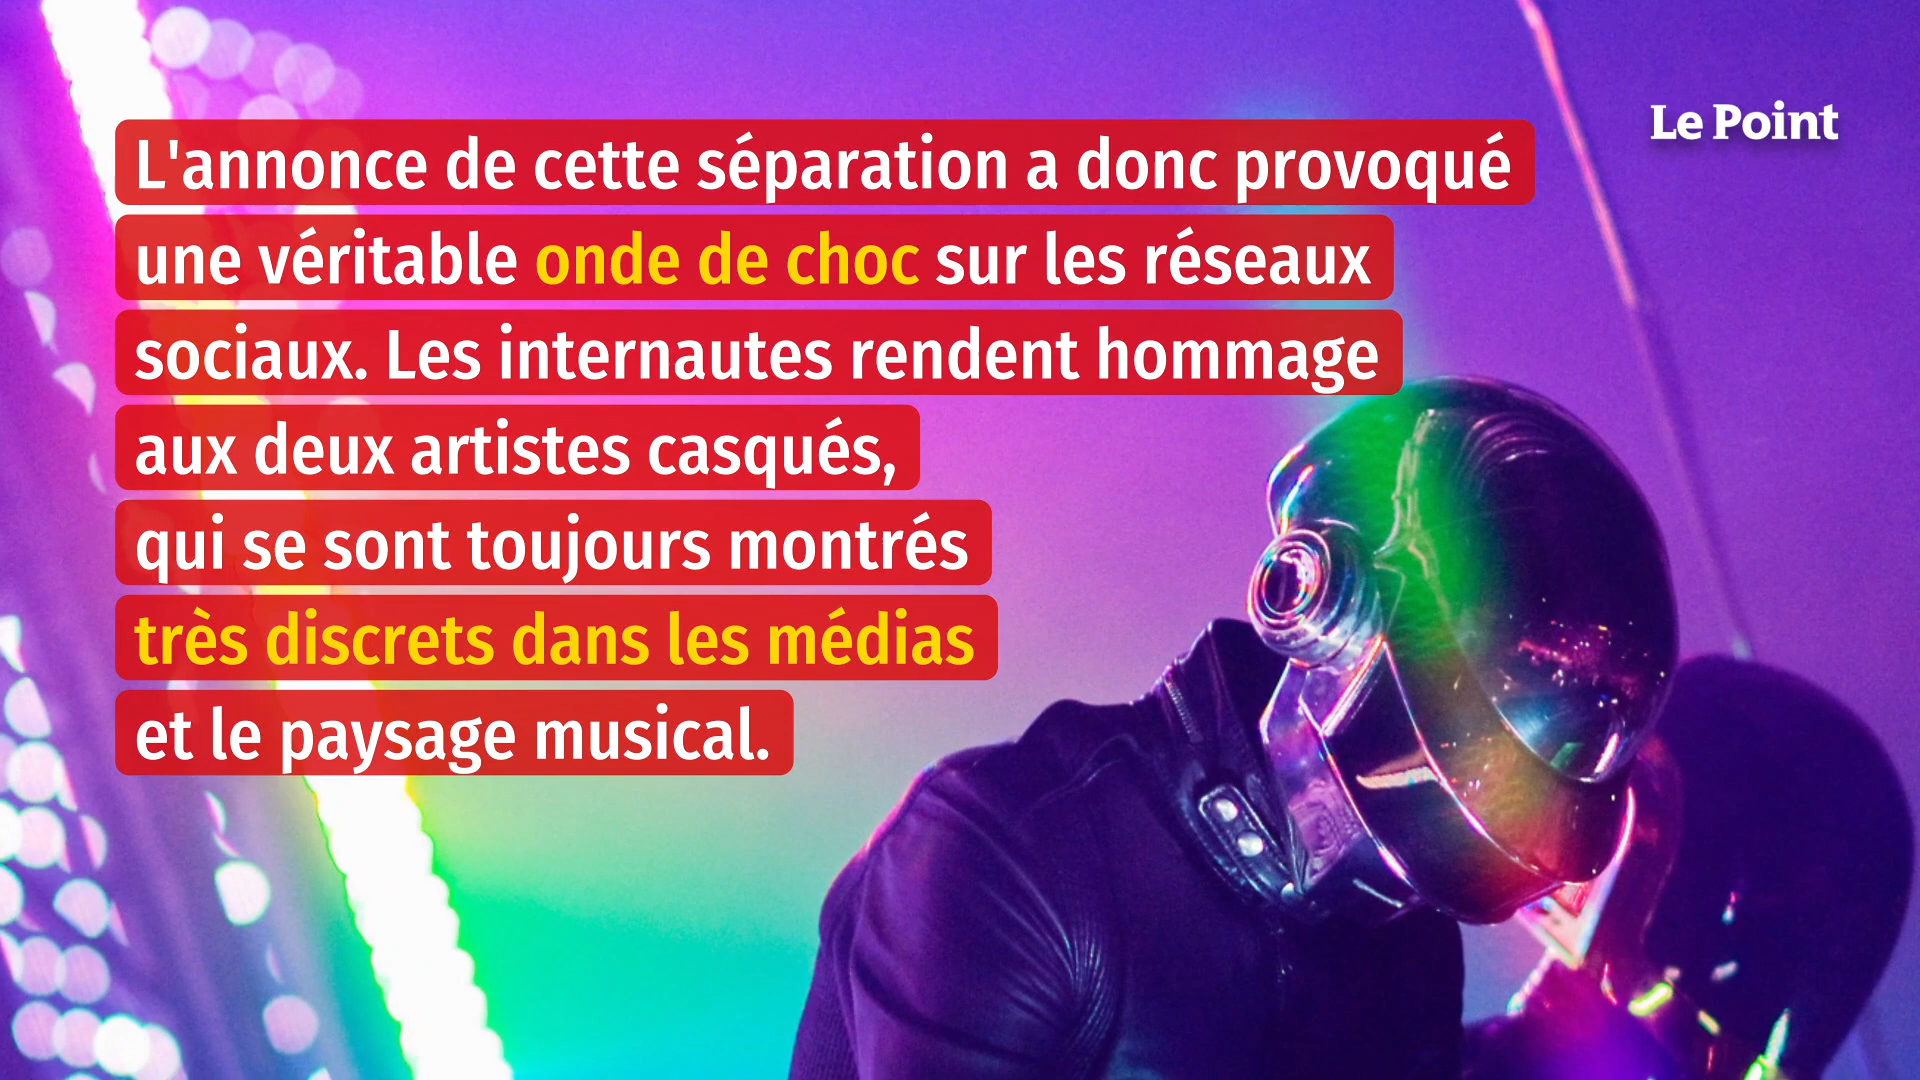 Le Point
L'annonce de cette séparation a donc provoqué
une véritable onde de choc sur les réseaux
sociaux. Les internautes rendent hommage
aux deux artistes casqués,
qui se sont toujours montrés
très discrets dans les médias
et le paysage musical.